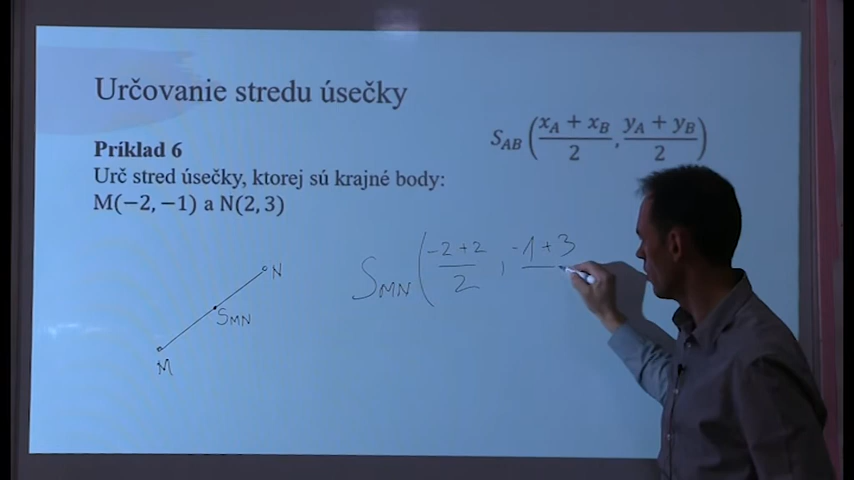 Určovanie stredu úsečky
S_AB (x_A + x_B / 2, y_A + y_B / 2)
Príklad 6
Urč stred úsečky, ktorej sú krajné body:
M(−2, −1) a N(2, 3)
S_MN (-2+2 / 2, -1+3
N
S_MN
M